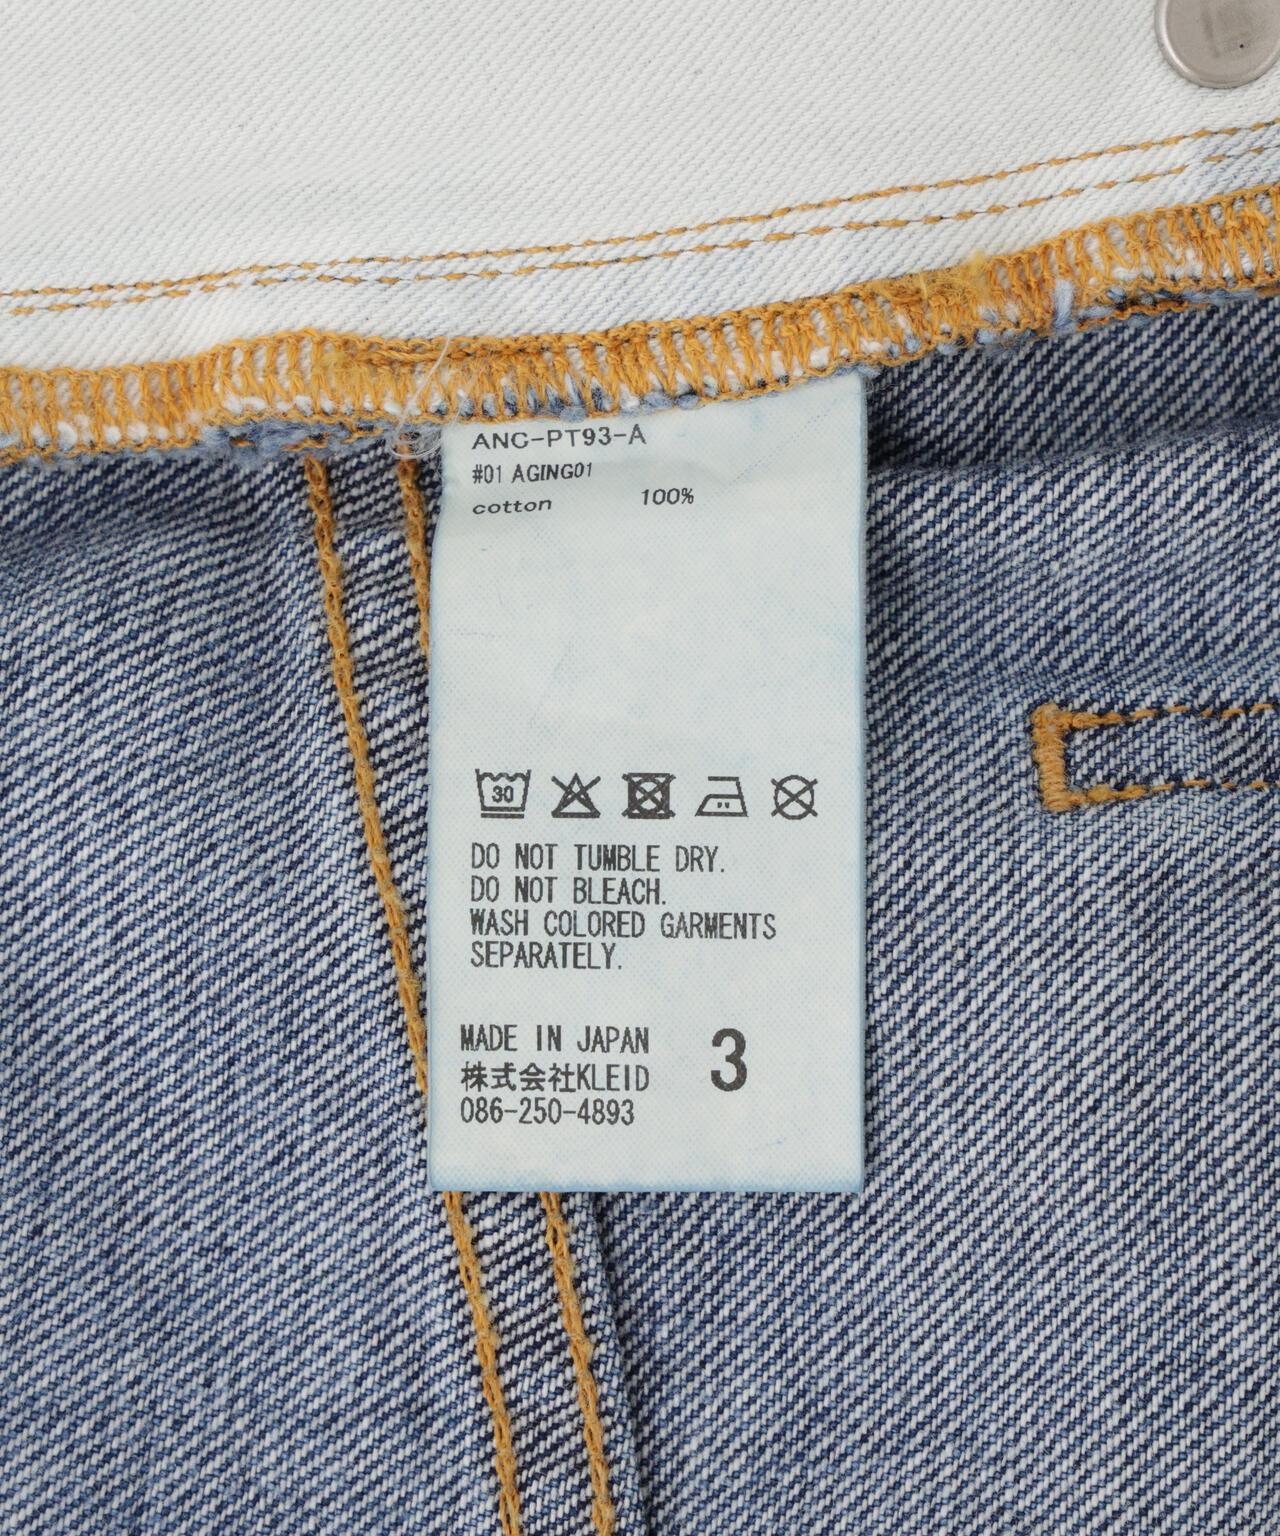 ANC-PT93-A
#01 AGING01
cotton 100%
30
DO NOT TUMBLE DRY.
DO NOT BLEACH.
WASH COLORED GARMENTS
SEPARATELY.
MADE IN JAPAN
株式会社KLEID
086-250-4893
3